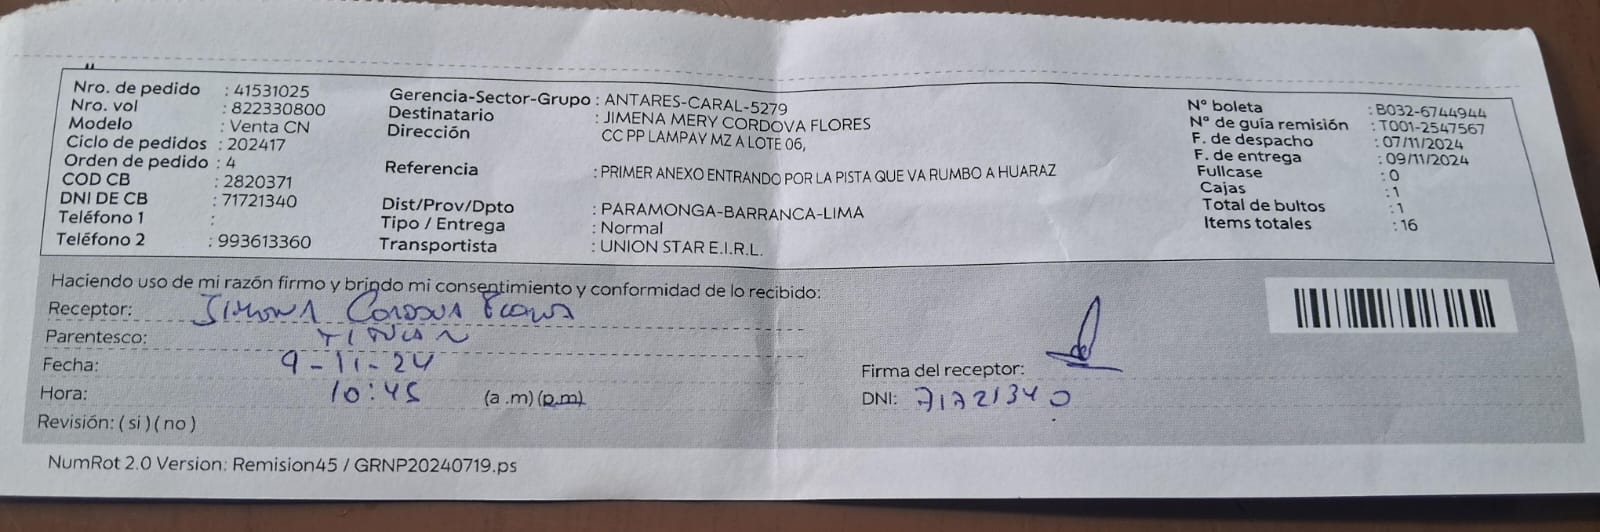 Nro. de pedido : 41531025
Nro. vol : 822330800
Modelo : Venta CN
Ciclo de pedidos : 202417
Orden de pedido : 4
COD CB : 2820371
DNI DE CB : 71721340
Teléfono 1 :
Teléfono 2 : 993613360
Gerencia-Sector-Grupo : ANTARES-CARAL-5279
Destinatario : JIMENA MERY CORDOVA FLORES
Dirección CC PP LAMPAY MZ A LOTE 06,
Referencia : PRIMER ANEXO ENTRANDO POR LA PISTA QUE VA RUMBO A HUARAZ
Dist/Prov/Dpto : PARAMONGA-BARRANCA-LIMA
Tipo / Entrega : Normal
Transportista : UNION STAR E.I.R.L.
N° boleta : B032-6744944
N° de guía remisión : T001-2547567
F. de despacho : 07/11/2024
F. de entrega : 09/11/2024
Fullcase : 0
Cajas : 1
Total de bultos : 1
Items totales : 16
Haciendo uso de mi razón firmo y brindo mi consentimiento y conformidad de lo recibido:
Receptor: Jimena Cordova Flores
Parentesco:
Fecha: 9-11-24
Hora: 10:45 (a .m) (p.m)
Revisión: ( si ) ( no )
Firma del receptor:
DNI: 71721340
NumRot 2.0 Version: Remision45 / GRNP20240719.ps